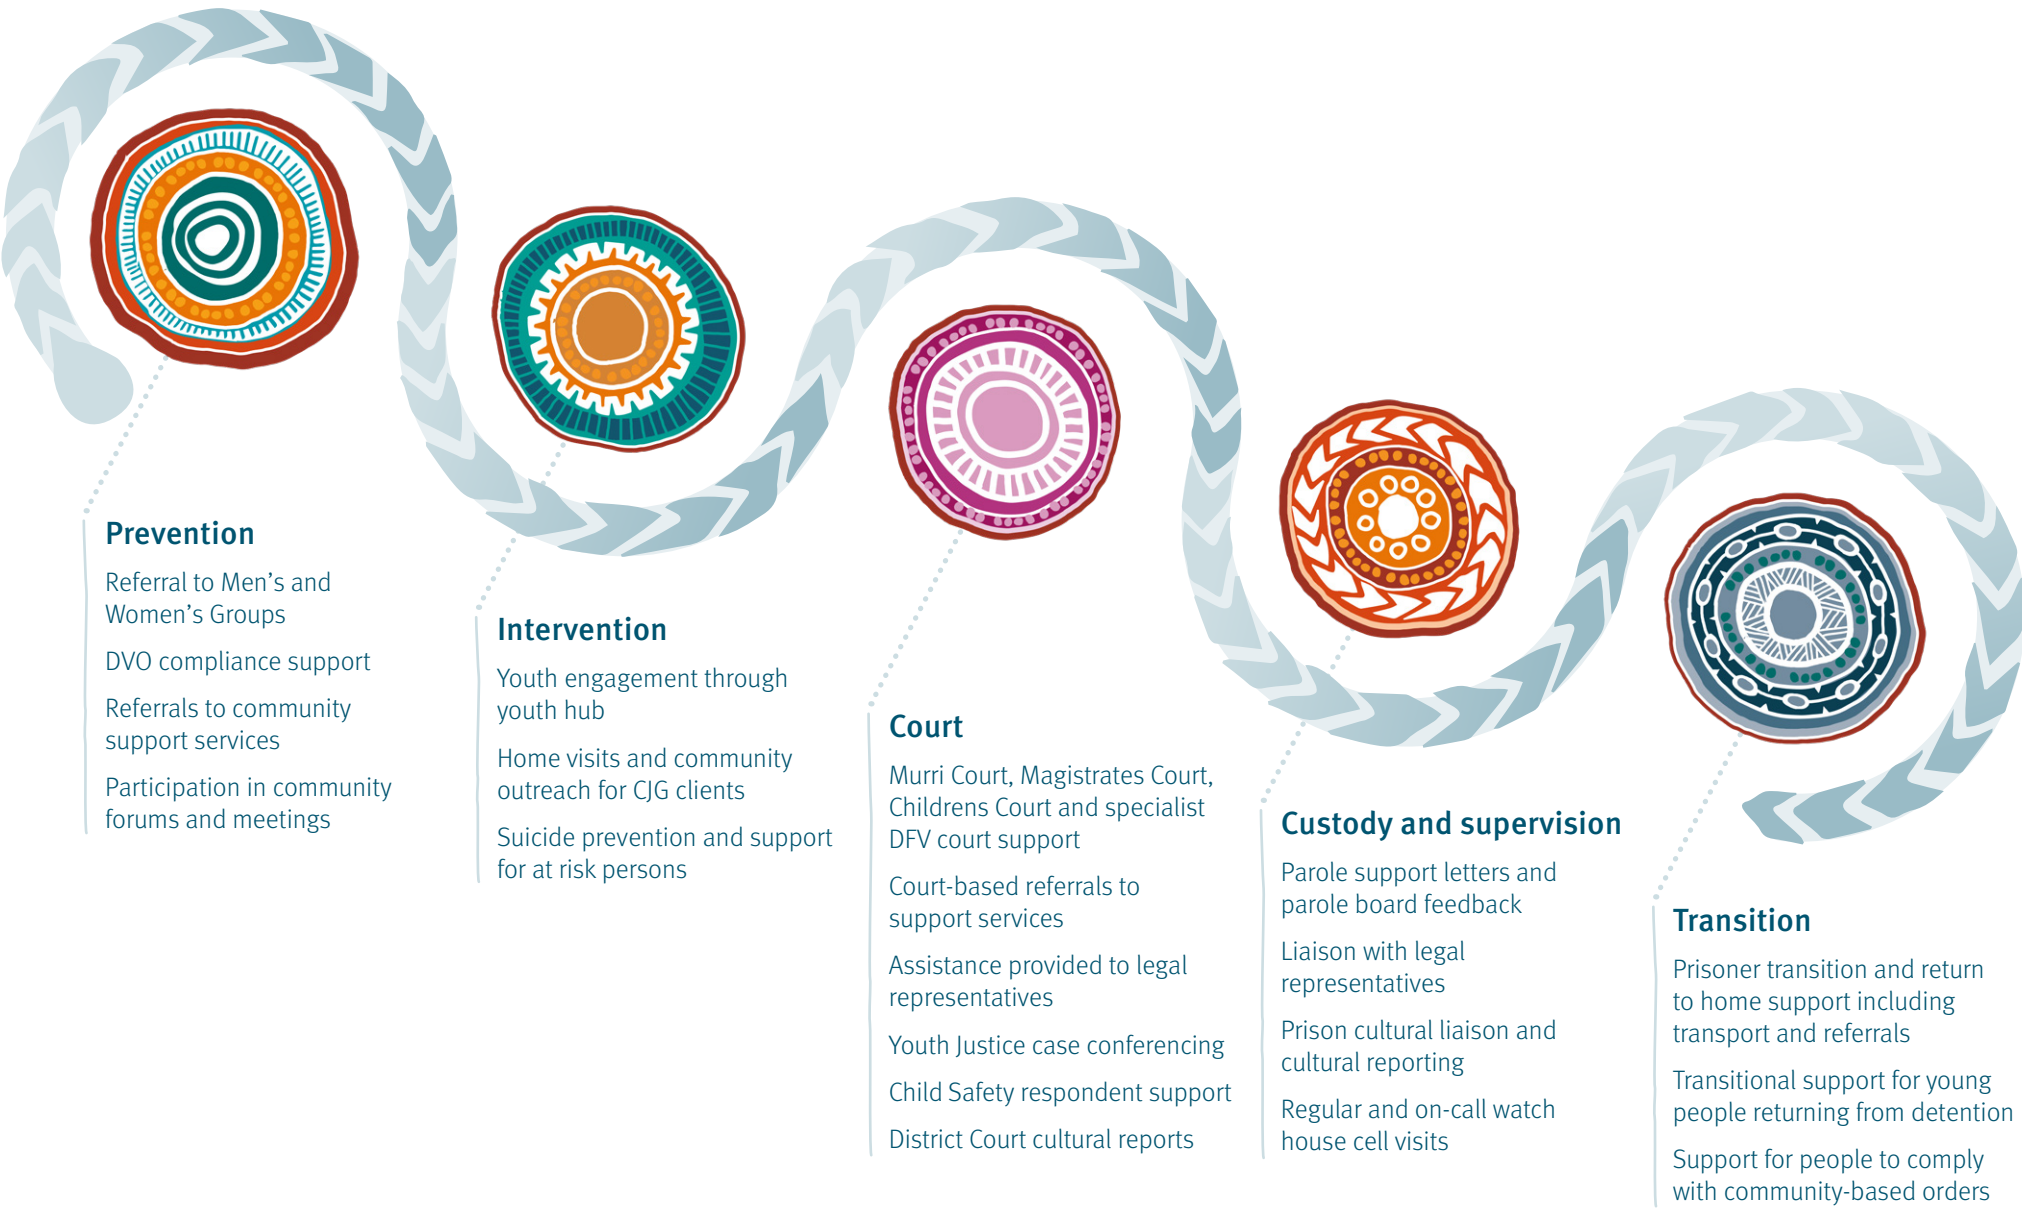 Prevention
Referral to Men's and
Women's Groups
DVO compliance support
Referrals to community
support services
Participation in community
forums and meetings
Intervention
Youth engagement through
youth hub
Home visits and community
outreach for CJG clients
Suicide prevention and support
for at risk persons
Court
Murri Court, Magistrates Court,
Childrens Court and specialist
DFV court support
Court-based referrals to
support services
Assistance provided to legal
representatives
Youth Justice case conferencing
Child Safety respondent support
District Court cultural reports
Custody and supervision
Parole support letters and
parole board feedback
Liaison with legal
representatives
Prison cultural liaison and
cultural reporting
Regular and on-call watch
house cell visits
Transition
Prisoner transition and return
to home support including
transport and referrals
Transitional support for young
people returning from detention
Support for people to comply
with community-based orders